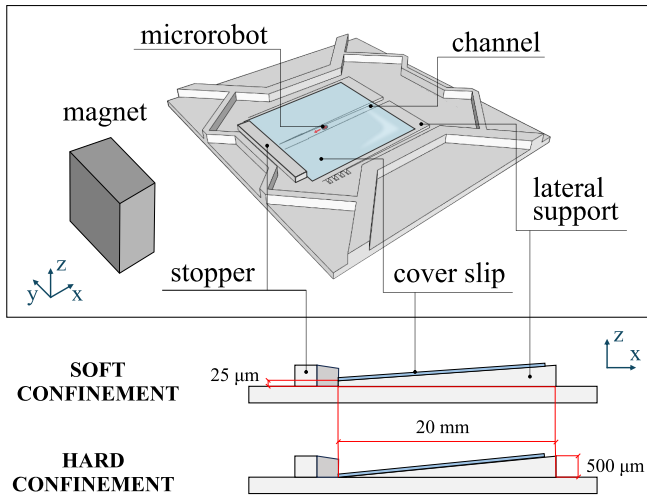 microrobot
channel
magnet
lateral
support
stopper
cover slip
z
y
x
z
x
SOFT
CONFINEMENT
25 μm
20 mm
HARD
CONFINEMENT
500 μm